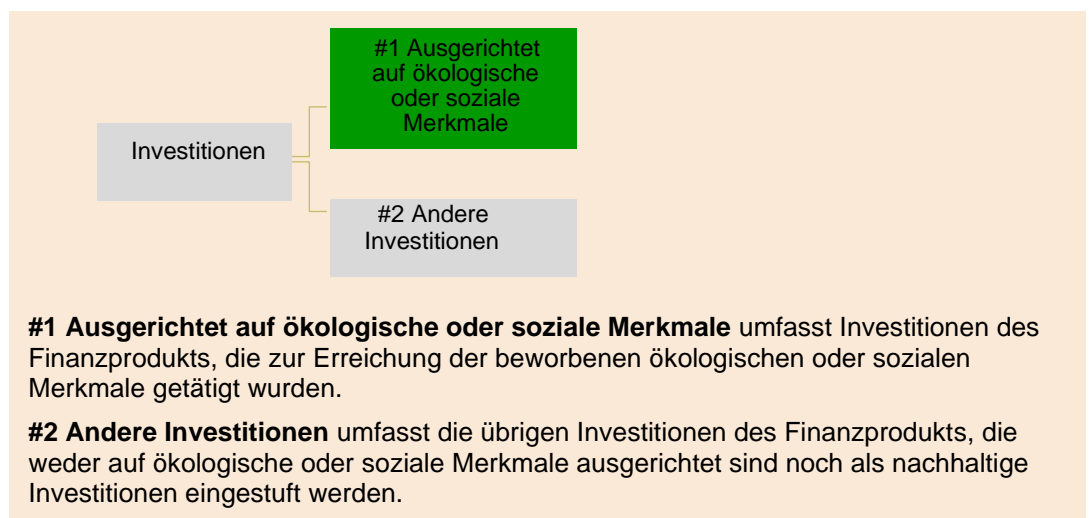 #1 Ausgerichtet
auf ökologische
oder soziale
Merkmale
Investitionen
#2 Andere
Investitionen
#1 Ausgerichtet auf ökologische oder soziale Merkmale umfasst Investitionen des
Finanzprodukts, die zur Erreichung der beworbenen ökologischen oder sozialen
Merkmale getätigt wurden.
#2 Andere Investitionen umfasst die übrigen Investitionen des Finanzprodukts, die
weder auf ökologische oder soziale Merkmale ausgerichtet sind noch als nachhaltige
Investitionen eingestuft werden.